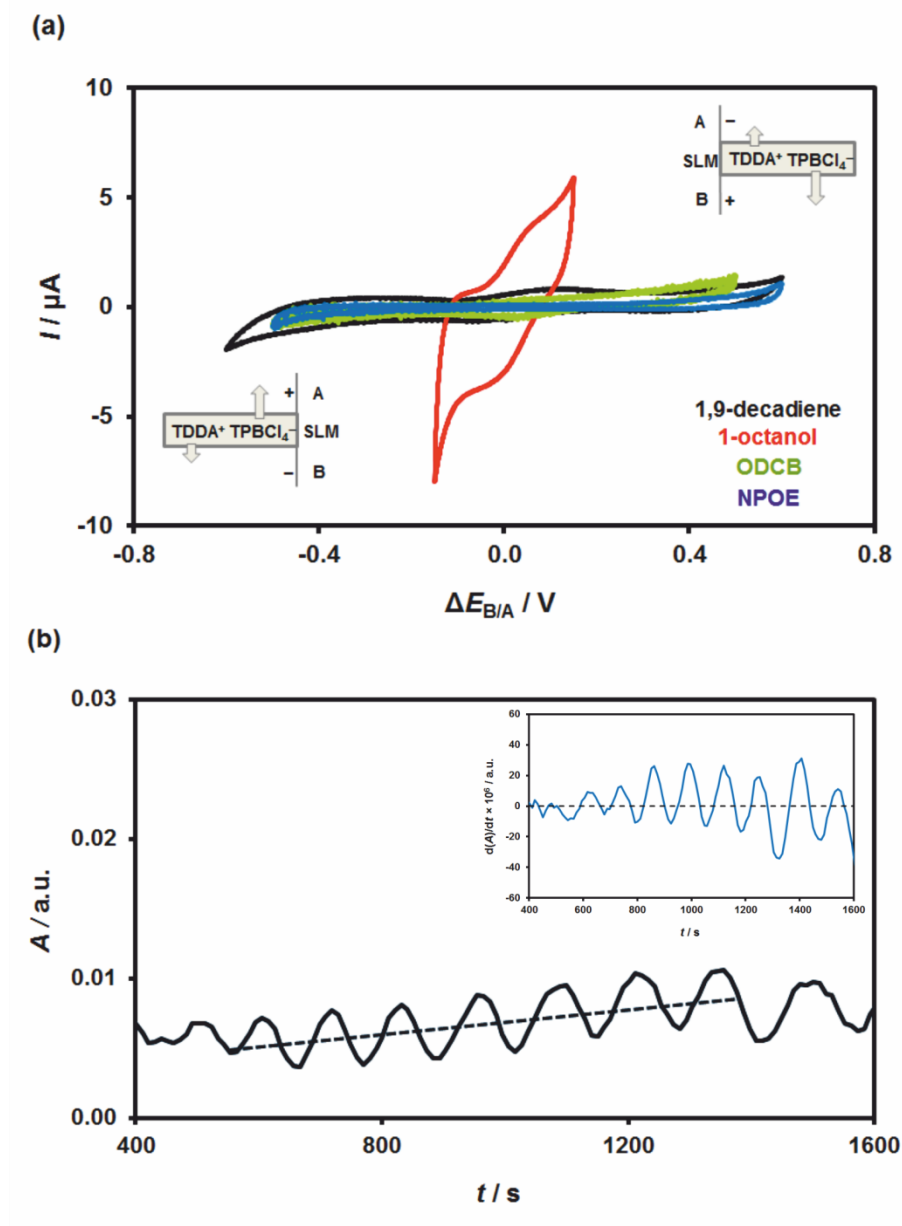 (a)
10
5
0
-5
-10
I / μA
-0.8
-0.4
0.0
0.4
0.8
ΔE_B/A / V
A
–
SLM
TDDA⁺ TPBCl₄⁻
B
+
+
A
TDDA⁺ TPBCl₄⁻ SLM
–
B
1,9-decadiene
1-octanol
ODCB
NPOE
(b)
0.03
0.02
0.01
0.00
A / a.u.
400
800
1200
1600
t / s
60
40
20
0
-20
-40
-60
d(A)/dt × 10⁶ / a.u.
400
600
800
1000
1200
1400
1600
t / s